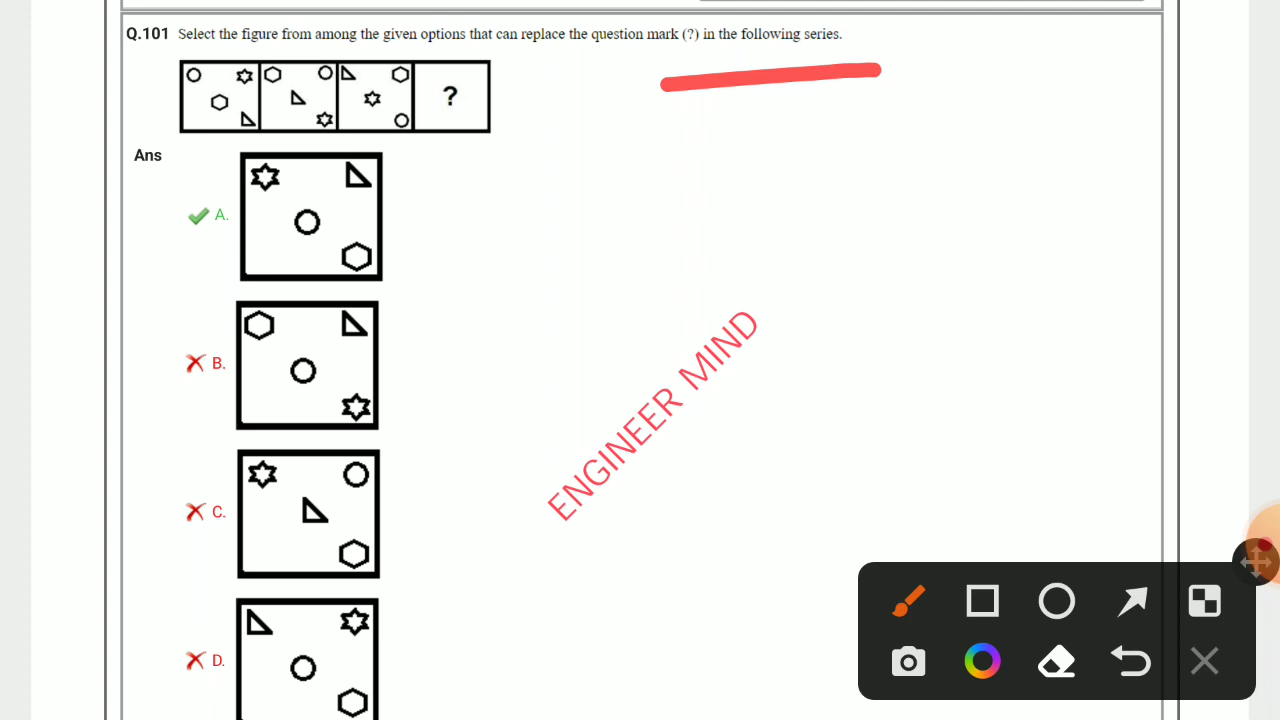 Q.101 Select the figure from among the given options that can replace the question mark (?) in the following series.
?
Ans
A.
B.
C.
D.
ENGINEER MIND